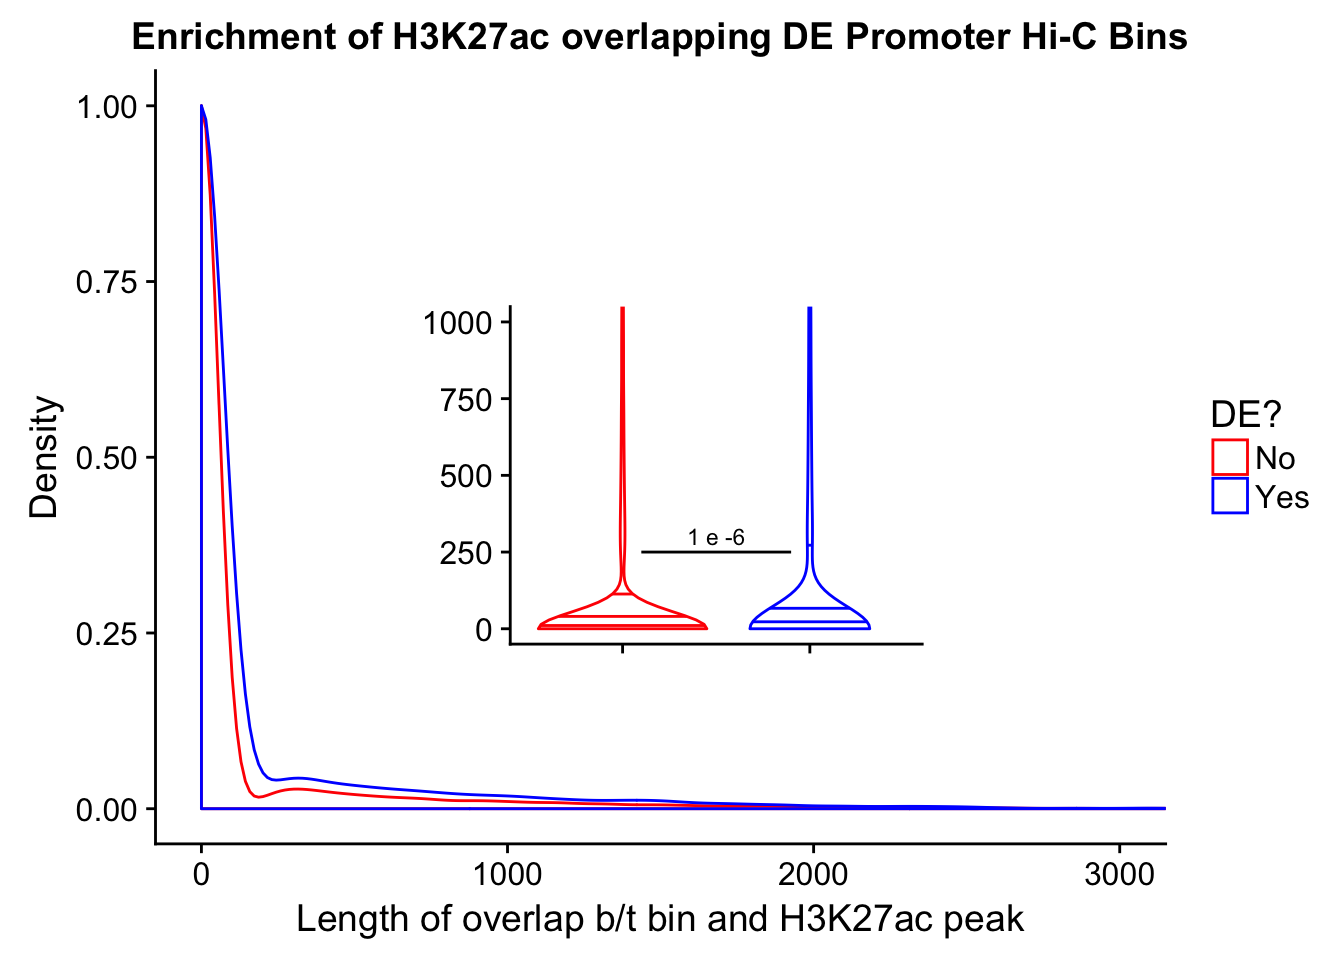 Enrichment of H3K27ac overlapping DE Promoter Hi-C Bins
1.00
0.75
0.50
0.25
0.00
Density
1000
750
500
250
0
1 e -6
DE?
No
Yes
0 1000 2000 3000
Length of overlap b/t bin and H3K27ac peak